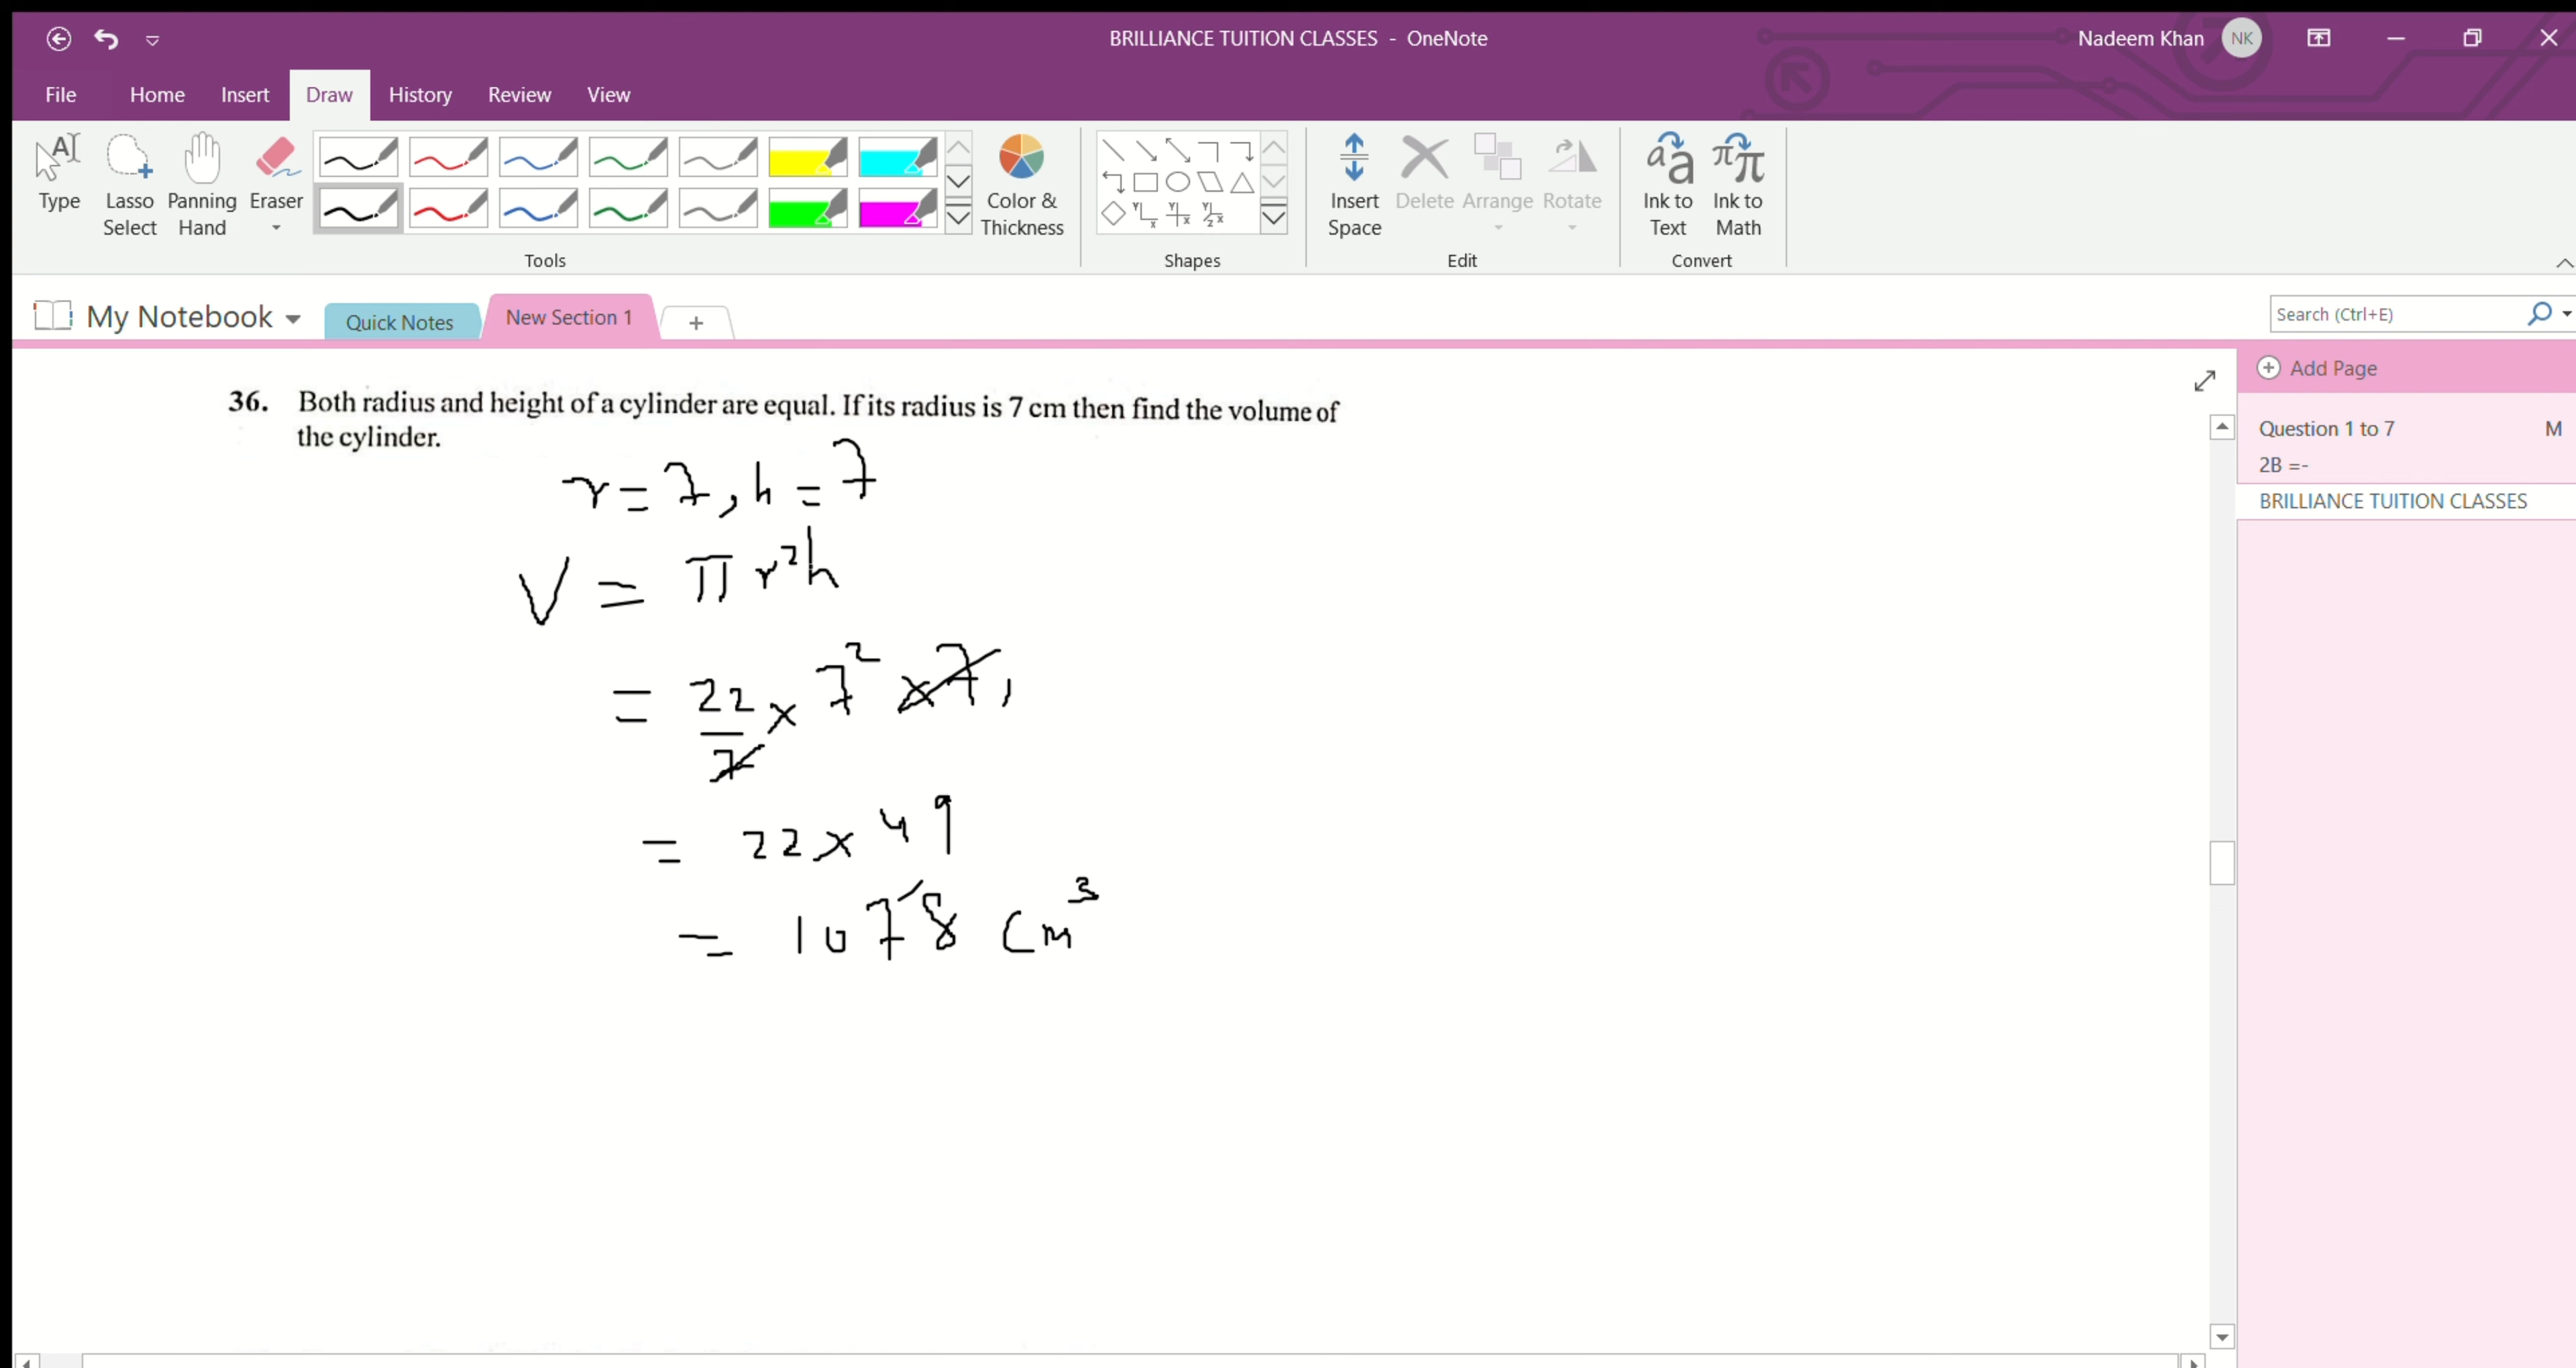 BRILLIANCE TUITION CLASSES - OneNote
Nadeem Khan NK
File Home Insert Draw History Review View
Type Lasso Select Panning Hand Eraser Color & Thickness Insert Space Delete Arrange Rotate Ink to Text Ink to Math
Tools Shapes Edit Convert
My Notebook Quick Notes New Section 1 + Search (Ctrl+E)
Add Page
Question 1 to 7 M
2B =-
BRILLIANCE TUITION CLASSES
36. Both radius and height of a cylinder are equal. If its radius is 7 cm then find the volume of
the cylinder.
r = 7, h = 7
V = πr²h
= 22/7 × 7² × 7,
= 22 × 49
= 1078 cm³